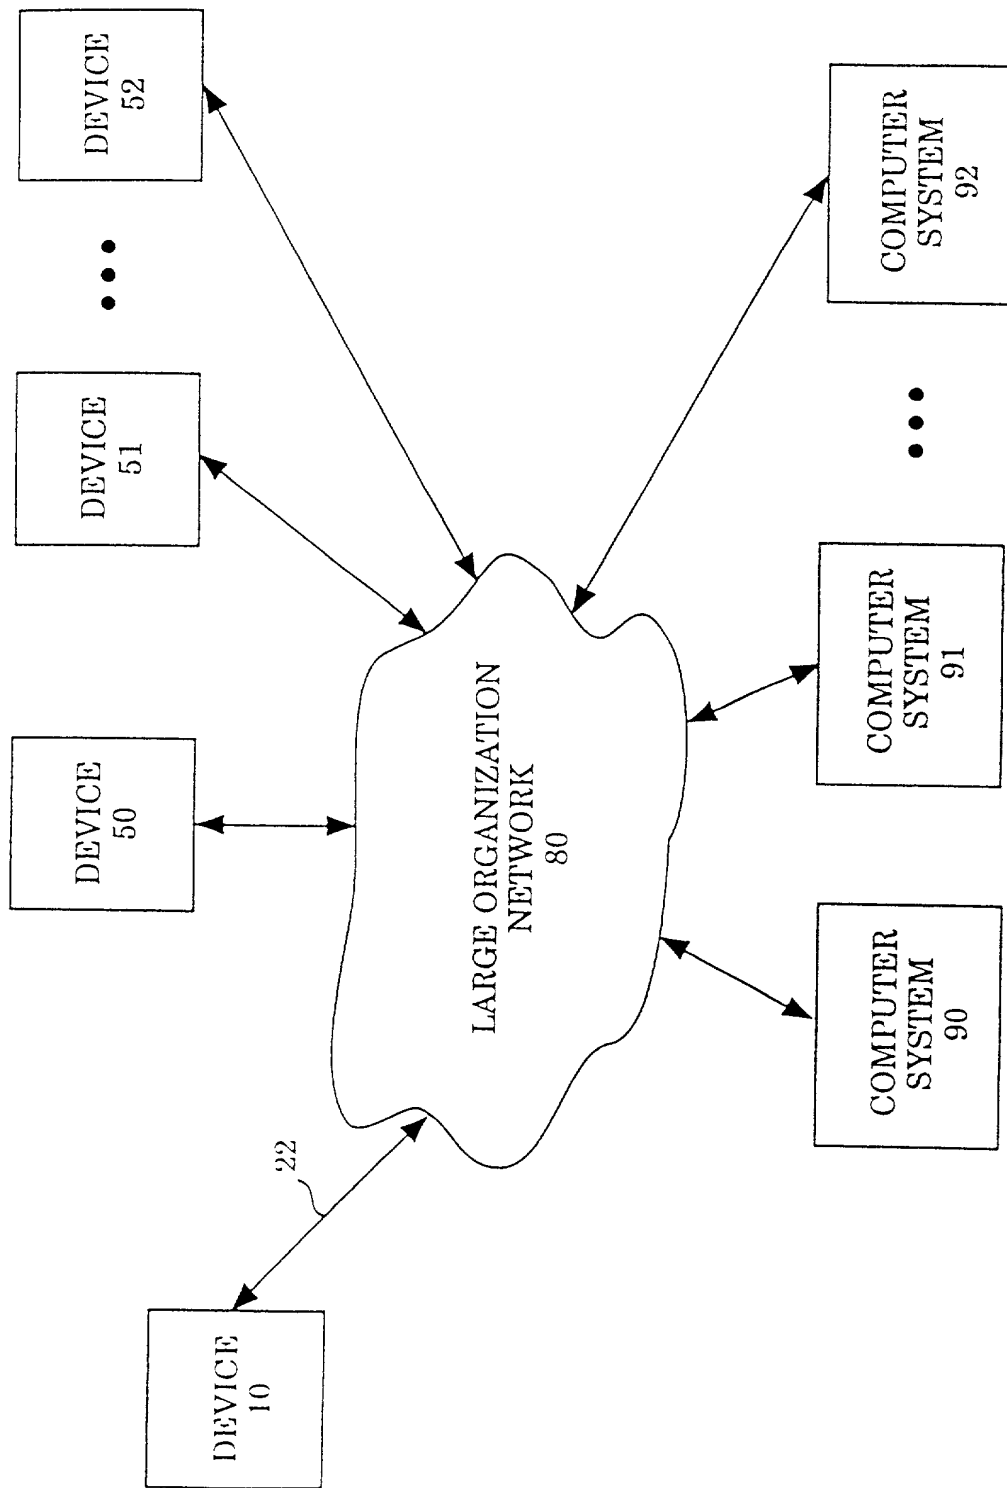 DEVICE
10
22
DEVICE
50
DEVICE
51
DEVICE
52
LARGE ORGANIZATION
NETWORK
80
COMPUTER
SYSTEM
90
COMPUTER
SYSTEM
91
COMPUTER
SYSTEM
92